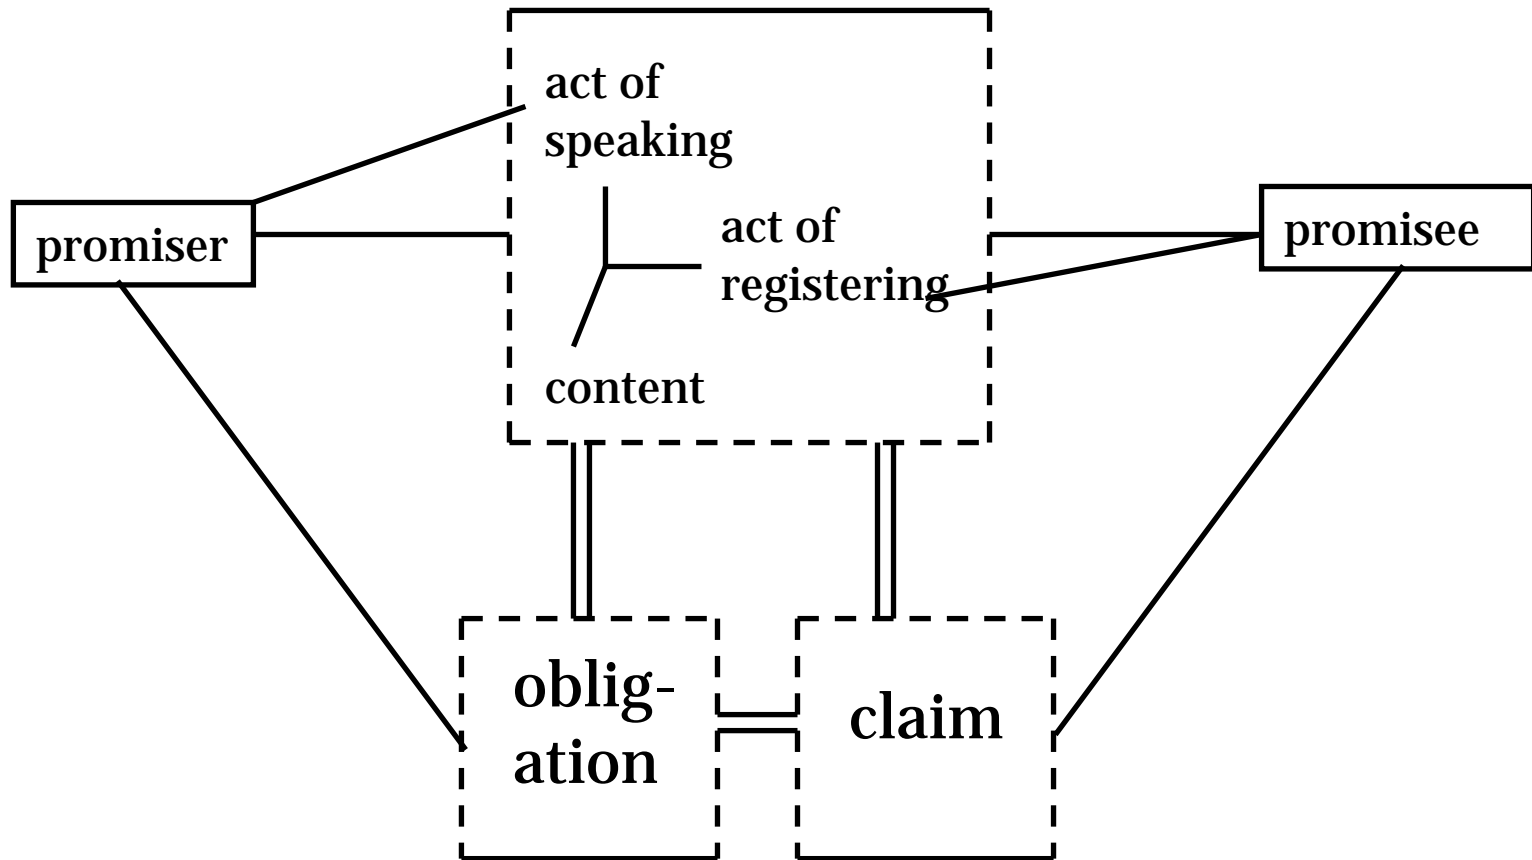 act of
speaking
promiser
act of
registering
promisee
content
oblig-
ation
claim